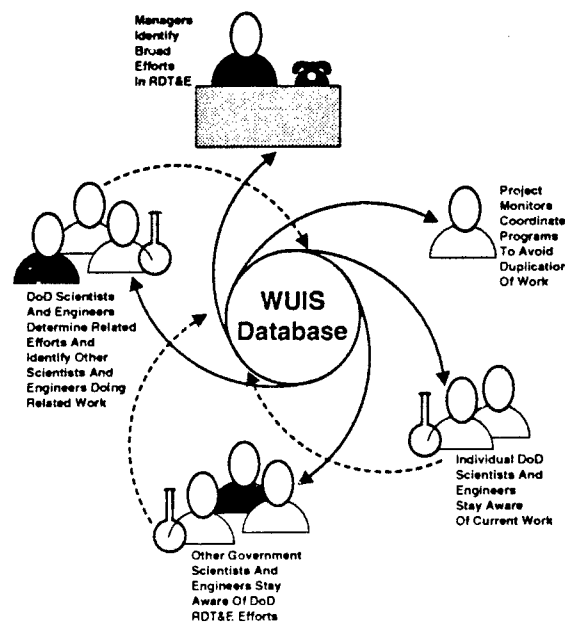 Managers
Identify
Broad
Efforts
In RDT&E
Project
Monitors
Coordinate
Programs
To Avoid
Duplication
Of Work
WUIS
Database
DoD Scientists
And Engineers
Determine Related
Efforts And
Identify Other
Scientists And
Engineers Doing
Related Work
Individual DoD
Scientists And
Engineers
Stay Aware
Of Current Work
Other Government
Scientists And
Engineers Stay
Aware Of DoD
RDT&E Efforts